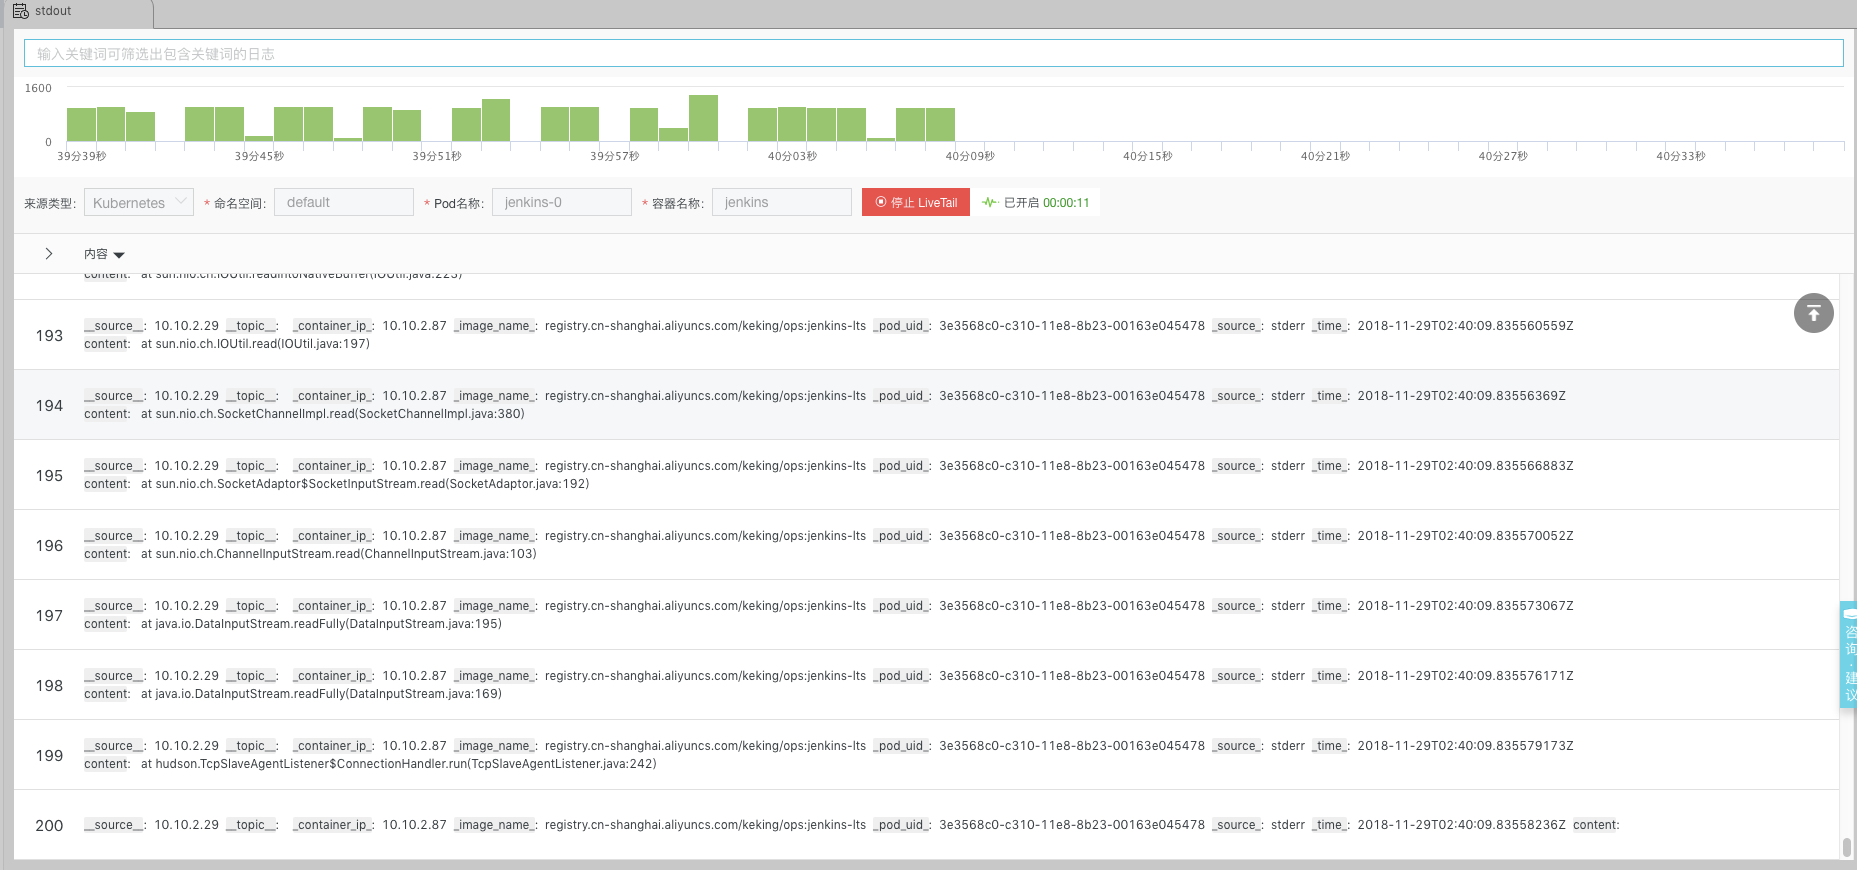 stdout
输入关键词可筛选出包含关键词的日志
1600
0
39分39秒 39分45秒 39分51秒 39分57秒 40分03秒 40分09秒 40分15秒 40分21秒 40分27秒 40分33秒
来源类型: Kubernetes * 命名空间: default * Pod名称: jenkins-0 * 容器名称: jenkins 停止 LiveTail 已开启 00:00:11
内容
content: at sun.nio.ch.IOUtil.readIntoNativeBuffer(IOUtil.java:223)
193 __source__: 10.10.2.29 __topic__: _container_ip_: 10.10.2.87 _image_name_: registry.cn-shanghai.aliyuncs.com/keking/ops:jenkins-lts _pod_uid_: 3e3568c0-c310-11e8-8b23-00163e045478 _source_: stderr _time_: 2018-11-29T02:40:09.835560559Z
content: at sun.nio.ch.IOUtil.read(IOUtil.java:197)
194 __source__: 10.10.2.29 __topic__: _container_ip_: 10.10.2.87 _image_name_: registry.cn-shanghai.aliyuncs.com/keking/ops:jenkins-lts _pod_uid_: 3e3568c0-c310-11e8-8b23-00163e045478 _source_: stderr _time_: 2018-11-29T02:40:09.83556369Z
content: at sun.nio.ch.SocketChannelImpl.read(SocketChannelImpl.java:380)
195 __source__: 10.10.2.29 __topic__: _container_ip_: 10.10.2.87 _image_name_: registry.cn-shanghai.aliyuncs.com/keking/ops:jenkins-lts _pod_uid_: 3e3568c0-c310-11e8-8b23-00163e045478 _source_: stderr _time_: 2018-11-29T02:40:09.835566883Z
content: at sun.nio.ch.SocketAdaptor$SocketInputStream.read(SocketAdaptor.java:192)
196 __source__: 10.10.2.29 __topic__: _container_ip_: 10.10.2.87 _image_name_: registry.cn-shanghai.aliyuncs.com/keking/ops:jenkins-lts _pod_uid_: 3e3568c0-c310-11e8-8b23-00163e045478 _source_: stderr _time_: 2018-11-29T02:40:09.835570052Z
content: at sun.nio.ch.ChannelInputStream.read(ChannelInputStream.java:103)
197 __source__: 10.10.2.29 __topic__: _container_ip_: 10.10.2.87 _image_name_: registry.cn-shanghai.aliyuncs.com/keking/ops:jenkins-lts _pod_uid_: 3e3568c0-c310-11e8-8b23-00163e045478 _source_: stderr _time_: 2018-11-29T02:40:09.835573067Z
content: at java.io.DataInputStream.readFully(DataInputStream.java:195)
198 __source__: 10.10.2.29 __topic__: _container_ip_: 10.10.2.87 _image_name_: registry.cn-shanghai.aliyuncs.com/keking/ops:jenkins-lts _pod_uid_: 3e3568c0-c310-11e8-8b23-00163e045478 _source_: stderr _time_: 2018-11-29T02:40:09.835576171Z
content: at java.io.DataInputStream.readFully(DataInputStream.java:169)
199 __source__: 10.10.2.29 __topic__: _container_ip_: 10.10.2.87 _image_name_: registry.cn-shanghai.aliyuncs.com/keking/ops:jenkins-lts _pod_uid_: 3e3568c0-c310-11e8-8b23-00163e045478 _source_: stderr _time_: 2018-11-29T02:40:09.835579173Z
content: at hudson.TcpSlaveAgentListener$ConnectionHandler.run(TcpSlaveAgentListener.java:242)
200 __source__: 10.10.2.29 __topic__: _container_ip_: 10.10.2.87 _image_name_: registry.cn-shanghai.aliyuncs.com/keking/ops:jenkins-lts _pod_uid_: 3e3568c0-c310-11e8-8b23-00163e045478 _source_: stderr _time_: 2018-11-29T02:40:09.83558236Z content:
咨询·建议